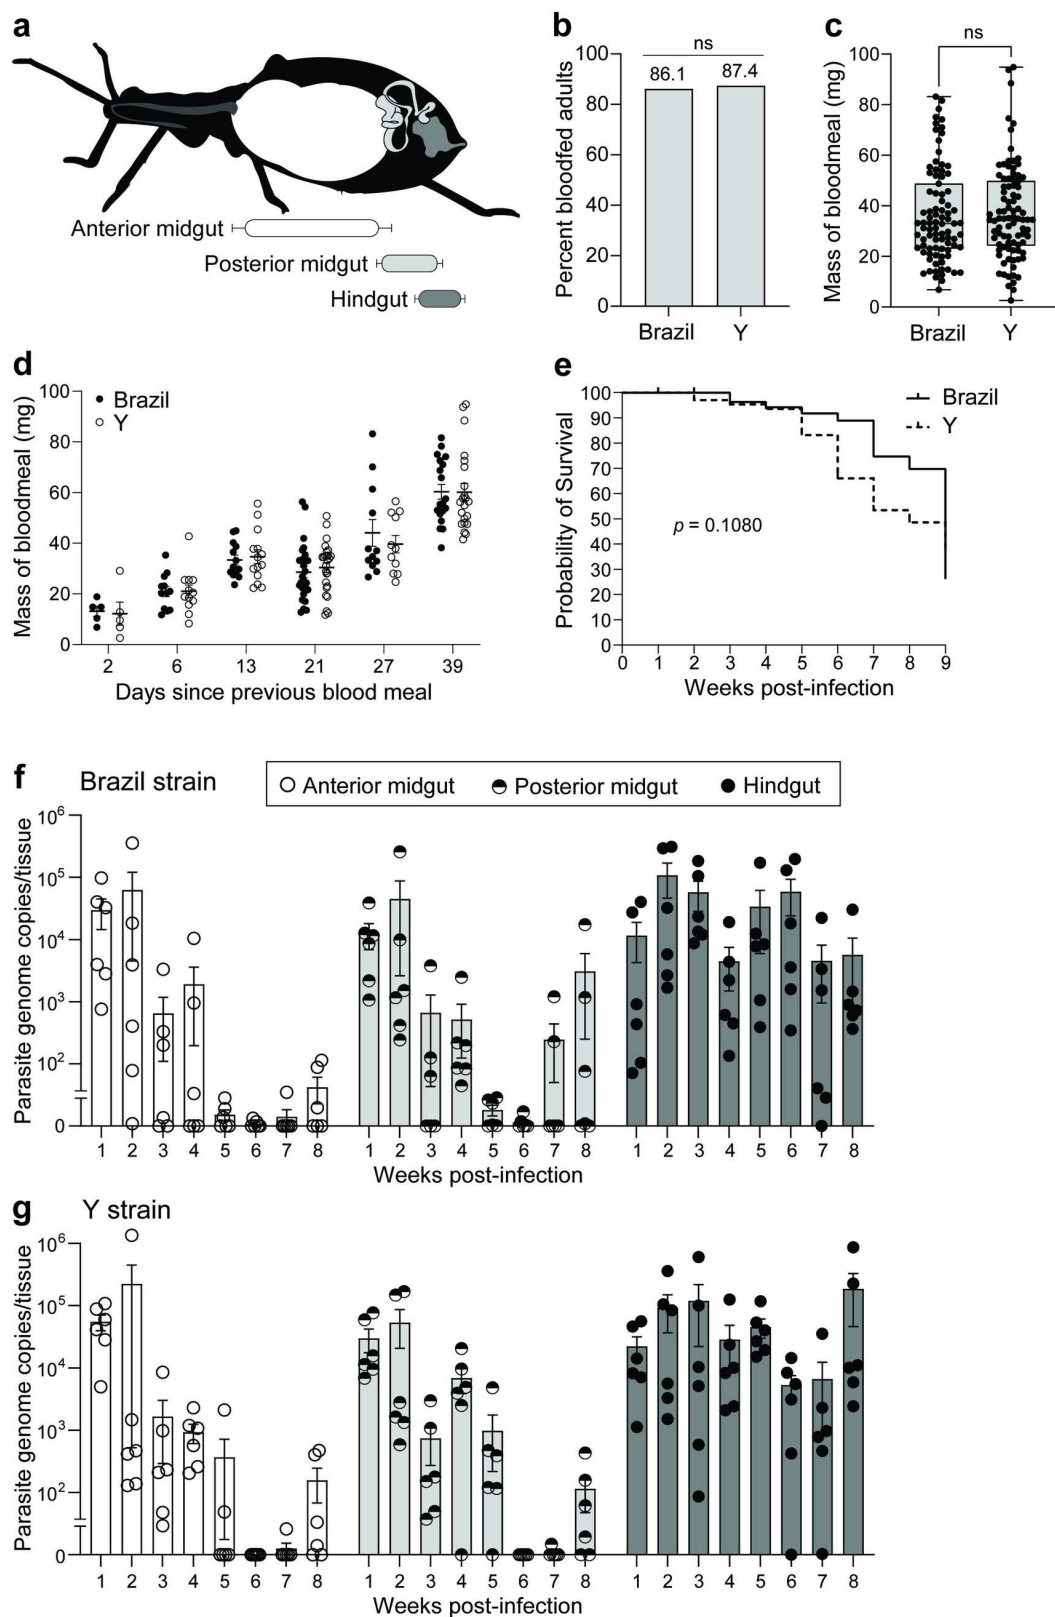 a
Anterior midgut
Posterior midgut
Hindgut
b
Percent bloodfed adults
100
80
60
40
20
0
ns
86.1 87.4
Brazil Y
c
Mass of bloodmeal (mg)
100
80
60
40
20
0
ns
Brazil Y
d
Mass of bloodmeal (mg)
100
80
60
40
20
0
Brazil
Y
2 6 13 21 27 39
Days since previous blood meal
e
Probability of Survival
100
90
80
70
60
50
40
30
20
10
0
Brazil
Y
p = 0.1080
0 1 2 3 4 5 6 7 8 9
Weeks post-infection
f Brazil strain
Anterior midgut Posterior midgut Hindgut
Parasite genome copies/tissue
10⁶
10⁵
10⁴
10³
10²
0
1 2 3 4 5 6 7 8 1 2 3 4 5 6 7 8 1 2 3 4 5 6 7 8
Weeks post-infection
g Y strain
Parasite genome copies/tissue
10⁶
10⁵
10⁴
10³
10²
0
1 2 3 4 5 6 7 8 1 2 3 4 5 6 7 8 1 2 3 4 5 6 7 8
Weeks post-infection